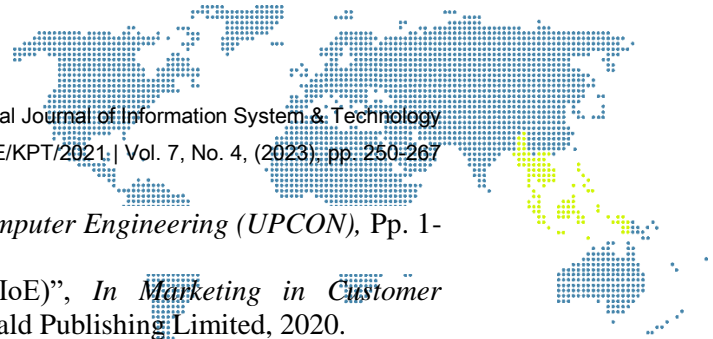 al Journal of Information System & Technology
E/KPT/2021 | Vol. 7, No. 4, (2023), pp. 250-267
mputer Engineering (UPCON), Pp. 1-
IoE)”, In Marketing in Customer
ald Publishing Limited, 2020.